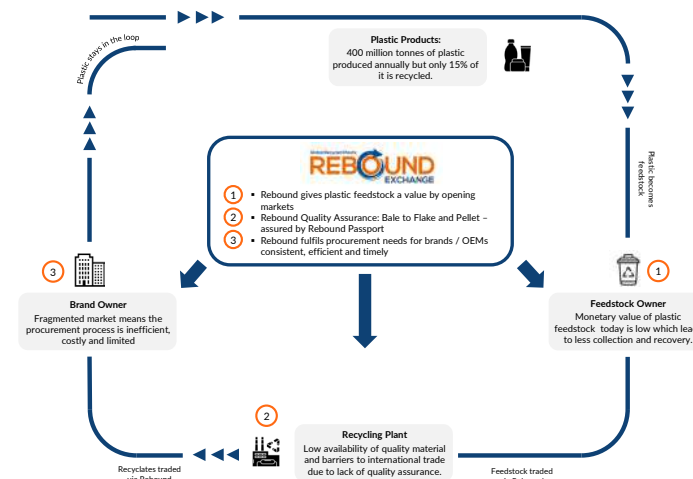 Plastic stays in the loop
Plastic Products:
400 million tonnes of plastic
produced annually but only 15% of
it is recycled.
Plastic becomes
feedstock
REBOUND
EXCHANGE
1 ▪ Rebound gives plastic feedstock a value by opening
markets
2 ▪ Rebound Quality Assurance: Bale to Flake and Pellet –
assured by Rebound Passport
3 ▪ Rebound fulfils procurement needs for brands / OEMs
consistent, efficient and timely
3
Brand Owner
Fragmented market means the
procurement process is inefficient,
costly and limited
1
Feedstock Owner
Monetary value of plastic
feedstock today is low which lea
to less collection and recovery.
2
Recycling Plant
Low availability of quality material
and barriers to international trade
due to lack of quality assurance.
Recyclates traded
via Rebound
Feedstock traded